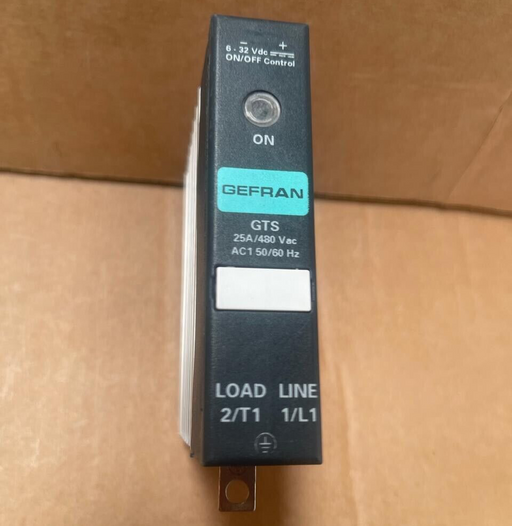 − +
6 - 32 Vdc
ON/OFF Control
ON
GEFRAN
GTS
25A/480 Vac
AC1 50/60 Hz
LOAD LINE
2/T1 1/L1